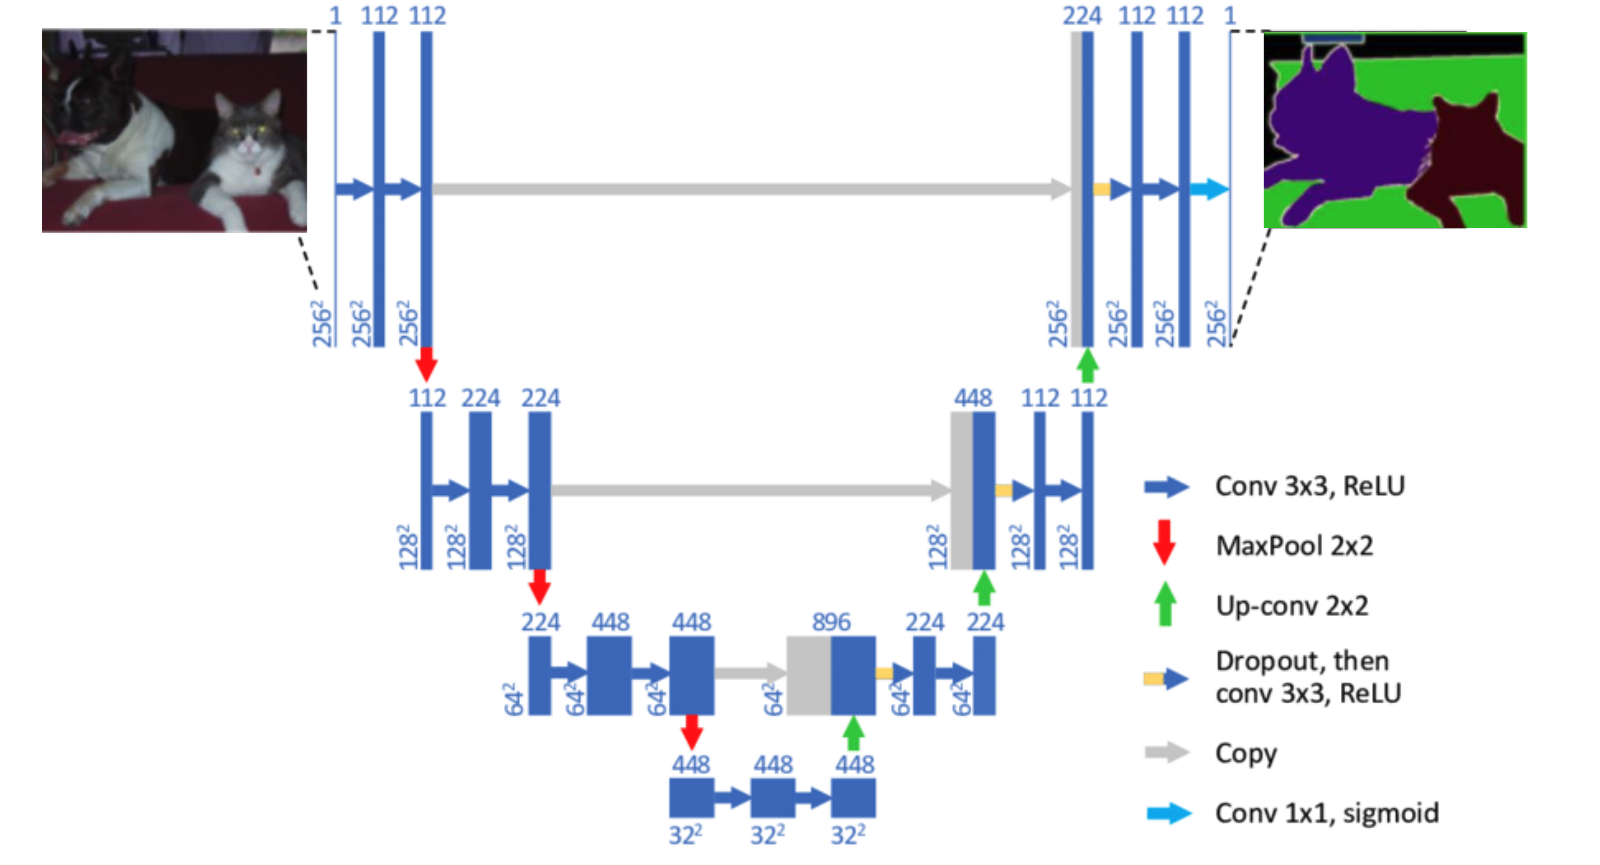 1 112 112
224 112 112 1
256² 256² 256²
256² 256² 256² 256²
112 224 224
448 112 112
128² 128² 128²
128² 128² 128²
224 448 448
896 224 224
64² 64² 64²
64² 64² 64²
448 448 448
32² 32² 32²
Conv 3x3, ReLU
MaxPool 2x2
Up-conv 2x2
Dropout, then
conv 3x3, ReLU
Copy
Conv 1x1, sigmoid